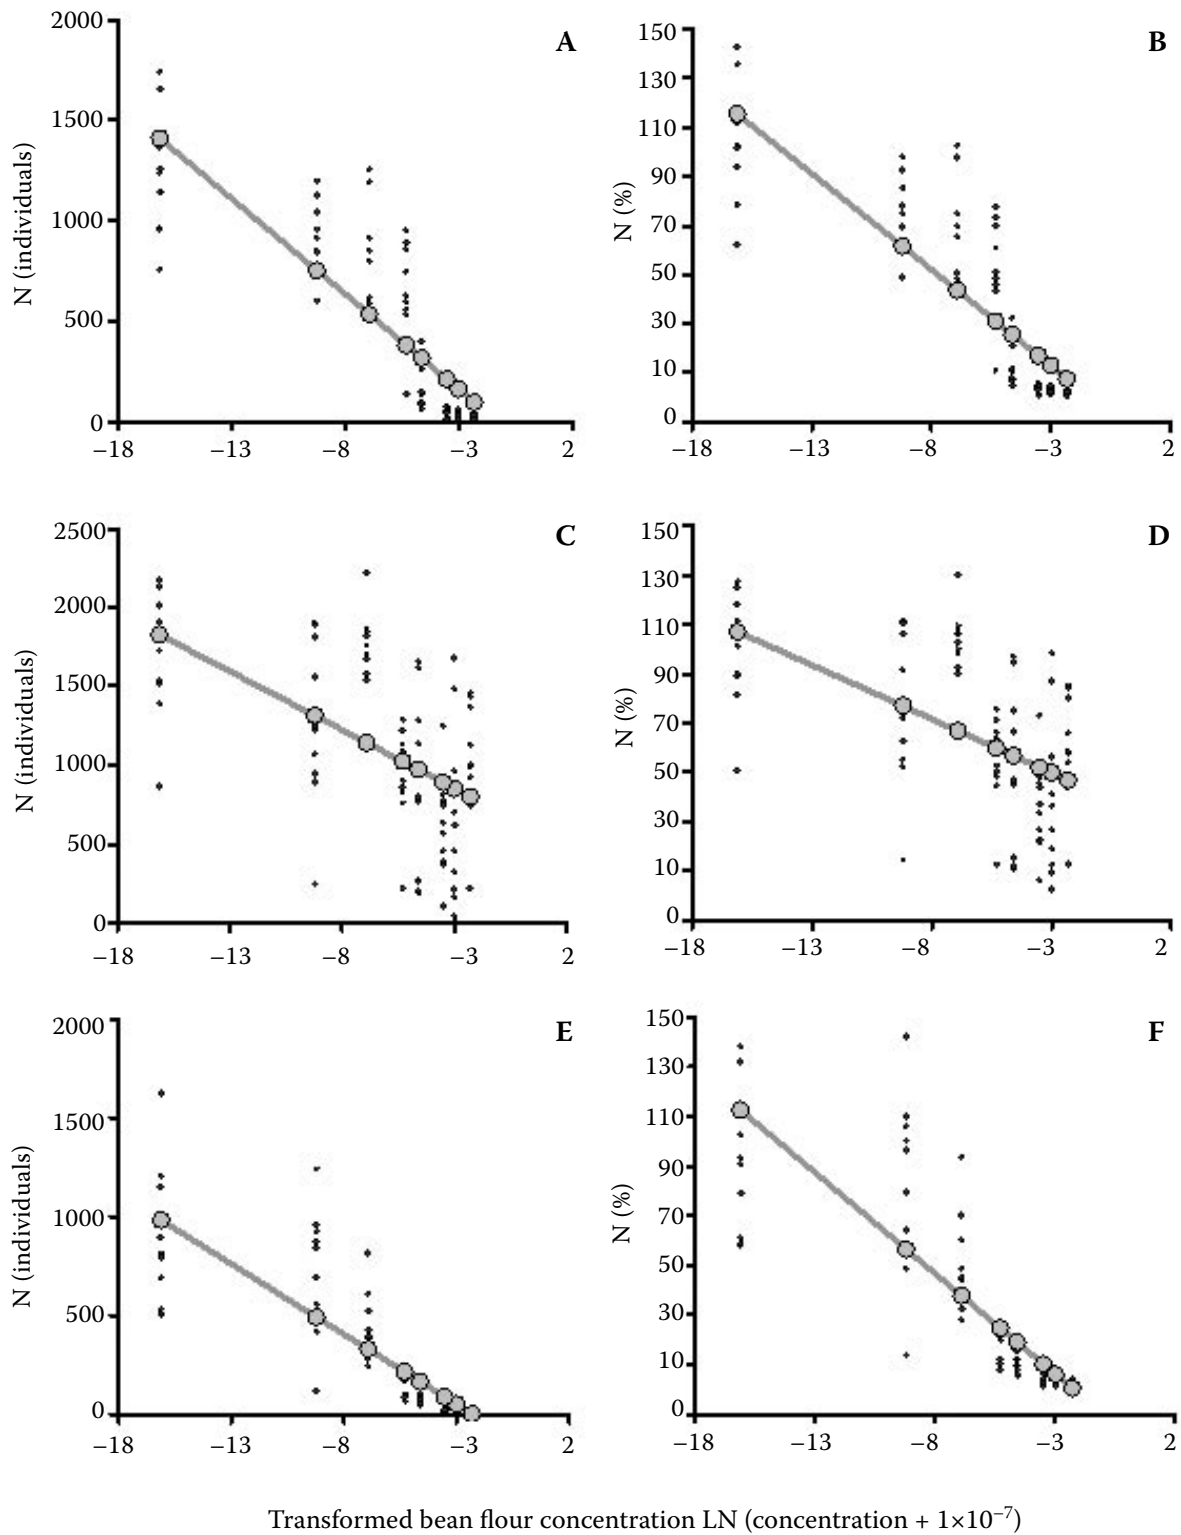 2000
1500
1000
500
0
N (individuals)
A
−18 −13 −8 −3 2
150
130
110
90
70
50
30
10
0
N (%)
B
−18 −13 −8 −3 2
2500
2000
1500
1000
500
0
N (individuals)
C
−18 −13 −8 −3 2
150
130
110
90
70
50
30
10
0
N (%)
D
−18 −13 −8 −3 2
2000
1500
1000
500
0
N (individuals)
E
−18 −13 −8 −3 2
150
130
110
90
70
50
30
10
0
N (%)
F
−18 −13 −8 −3 2
Transformed bean flour concentration LN (concentration + 1×10⁻⁷)